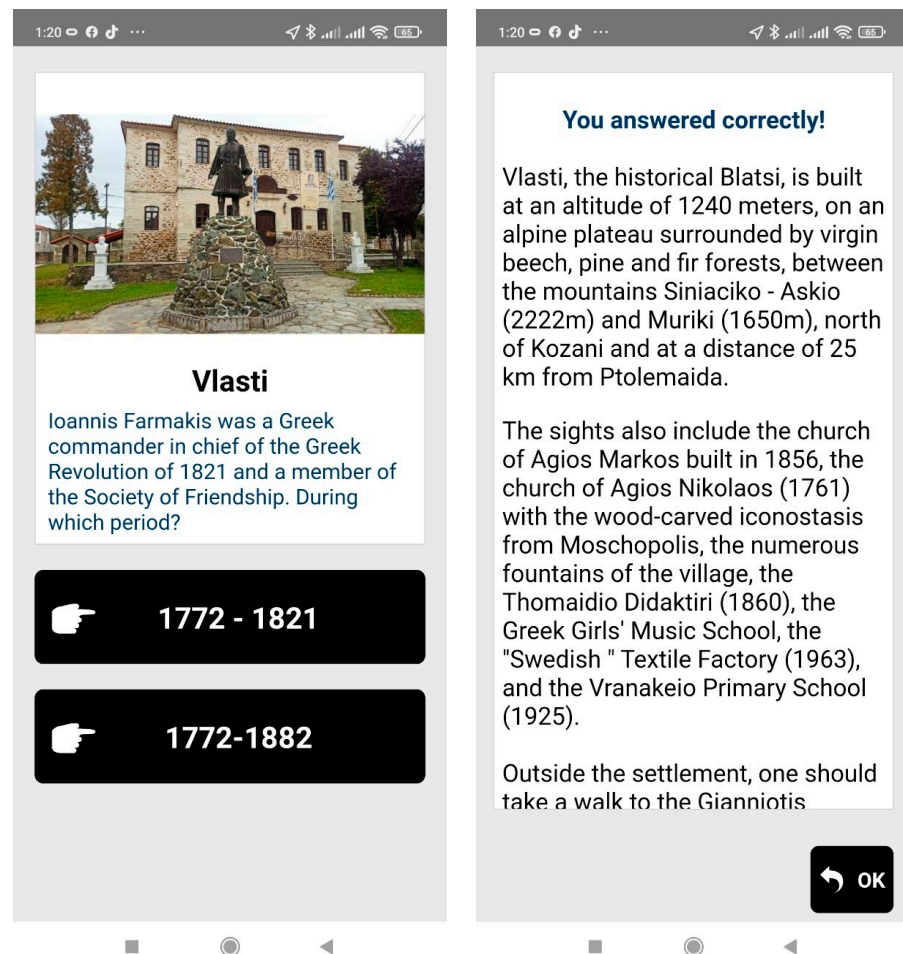 1:20
65
Vlasti
Ioannis Farmakis was a Greek
commander in chief of the Greek
Revolution of 1821 and a member of
the Society of Friendship. During
which period?
1772 - 1821
1772-1882
1:20
65
You answered correctly!
Vlasti, the historical Blatsi, is built
at an altitude of 1240 meters, on an
alpine plateau surrounded by virgin
beech, pine and fir forests, between
the mountains Siniaciko - Askio
(2222m) and Muriki (1650m), north
of Kozani and at a distance of 25
km from Ptolemaida.
The sights also include the church
of Agios Markos built in 1856, the
church of Agios Nikolaos (1761)
with the wood-carved iconostasis
from Moschopolis, the numerous
fountains of the village, the
Thomaidio Didaktiri (1860), the
Greek Girls' Music School, the
"Swedish " Textile Factory (1963),
and the Vranakeio Primary School
(1925).
Outside the settlement, one should
take a walk to the Gianniotis
OK